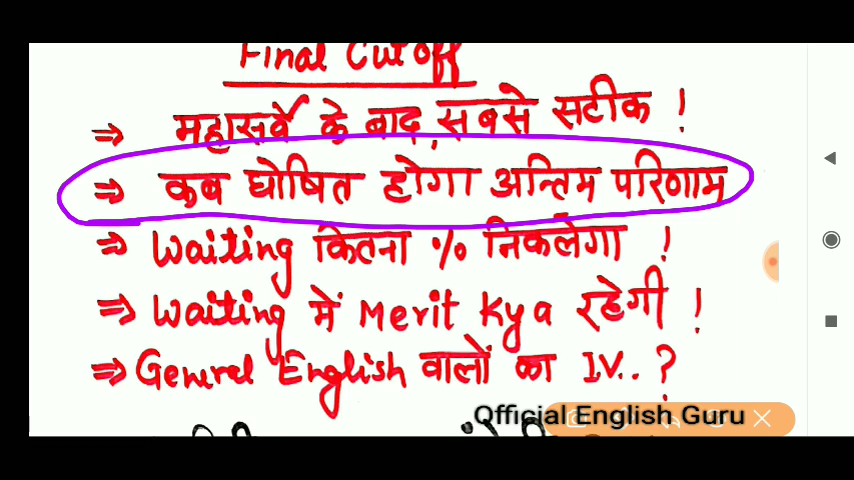 Final Cutoff
⇒ महासर्वे के बाद, सबसे सटीक !
⇒ कब घोषित होगा अन्तिम परिणाम
⇒ Waiting कितना % निकलेगा !
⇒ Waiting में Merit Kya रहेगी !
⇒ General English वालों का I.V.. ?
Official English Guru